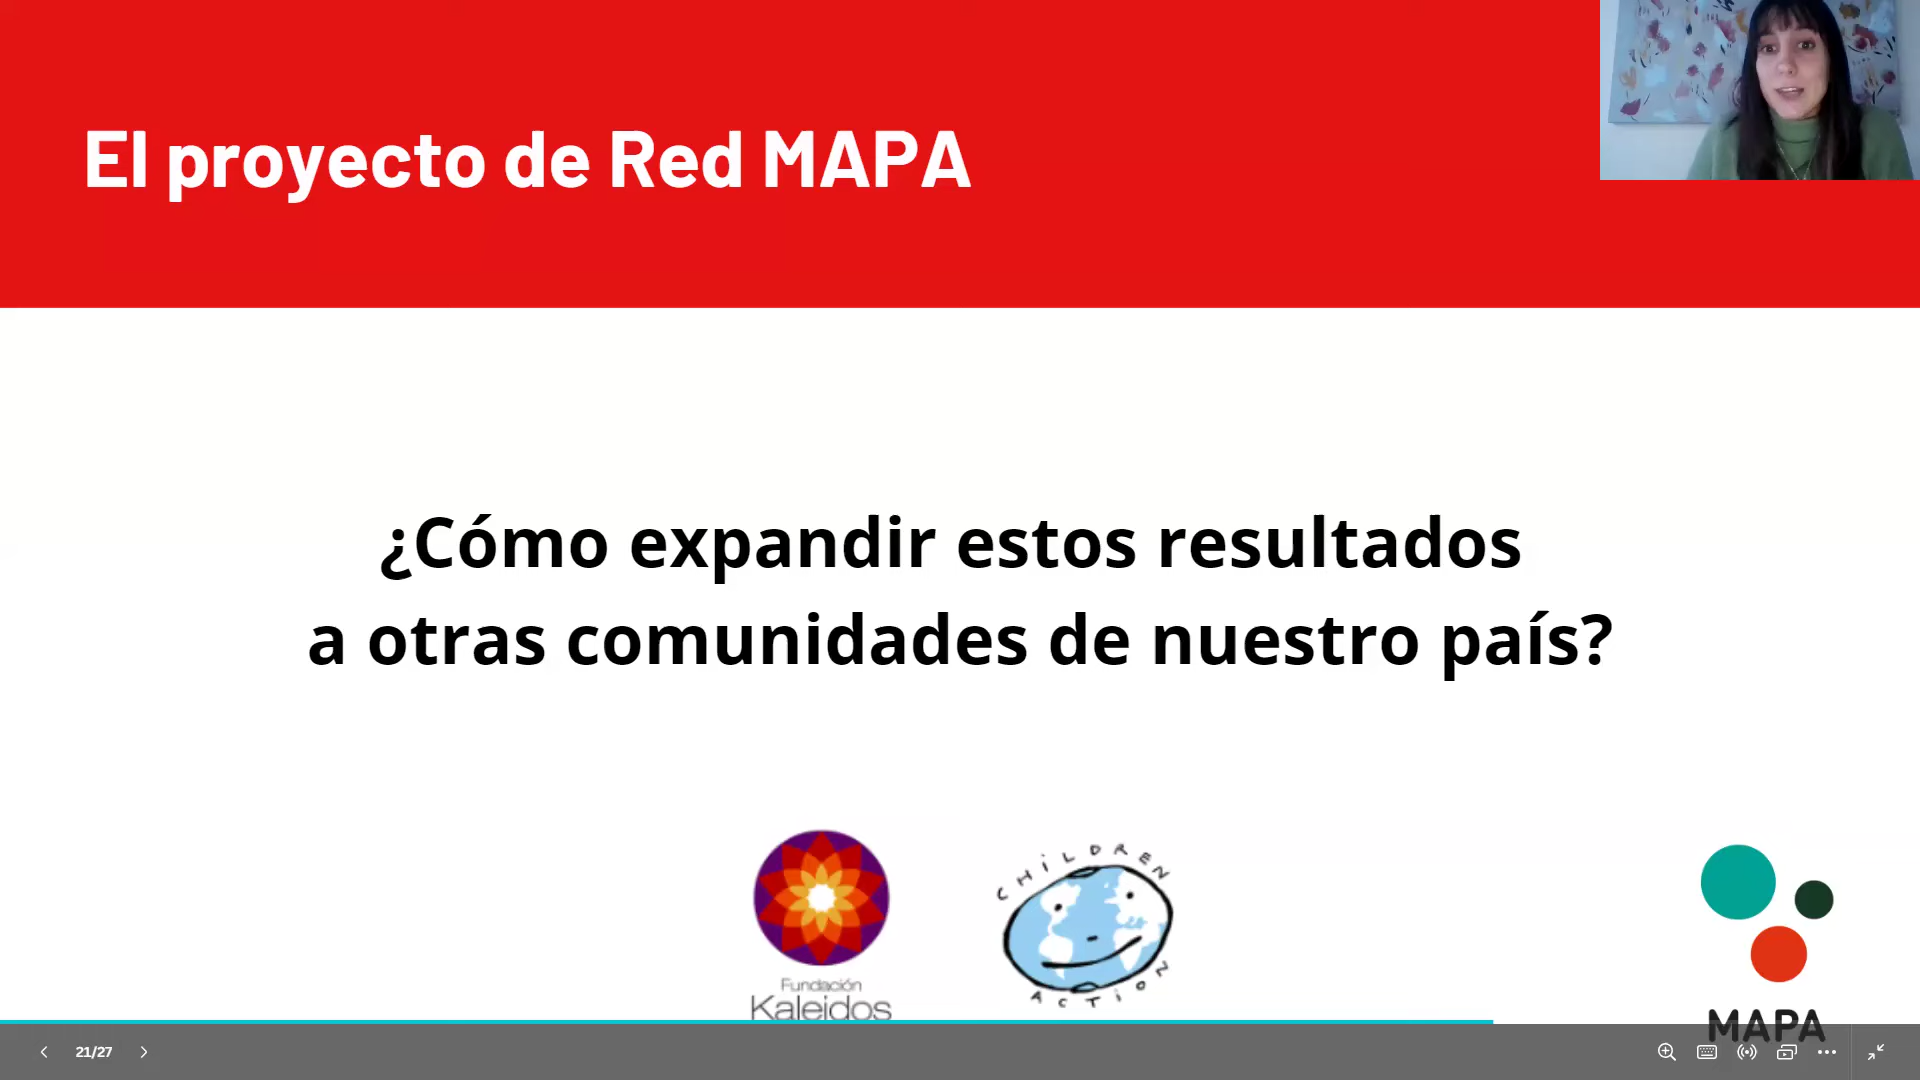 El proyecto de Red MAPA
¿Cómo expandir estos resultados
a otras comunidades de nuestro país?
Fundación
Kaleidos
CHiLDREN
ACTiON
MAPA
21/27